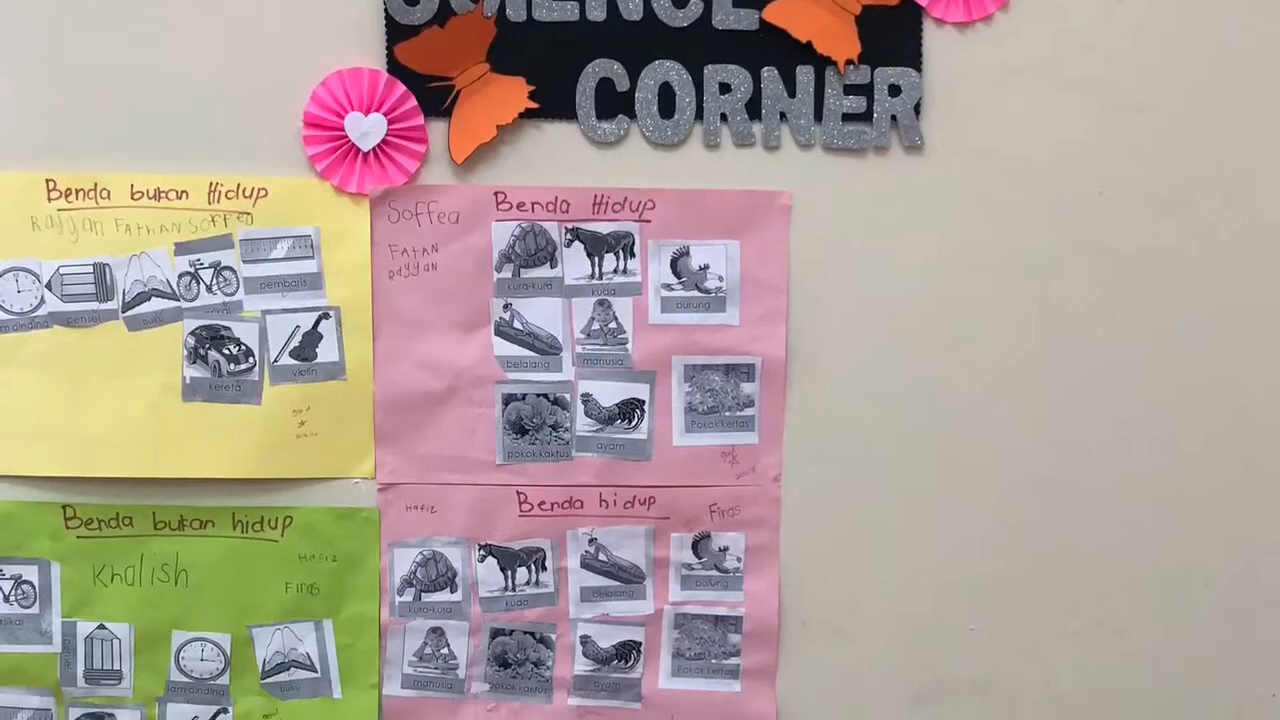 SCIENCE
CORNER
Benda bukan Hidup
Rayyan FATHAN SOFFEA
pensel
buku
pembaris
kereta
violin
Benda Hidup
Soffea
FATAN
Rayyan
kura-kura
kuda
burung
belalang
manusia
pokok kaktus
ayam
Pokok kertas
Benda bukan hidup
Khalish
Hafiz
FIRAS
pensel
jam dinding
buku
Benda hidup
Hafiz
Firas
kura-kura
kuda
belalang
burung
manusia
pokok kaktus
ayam
Pokok kertas